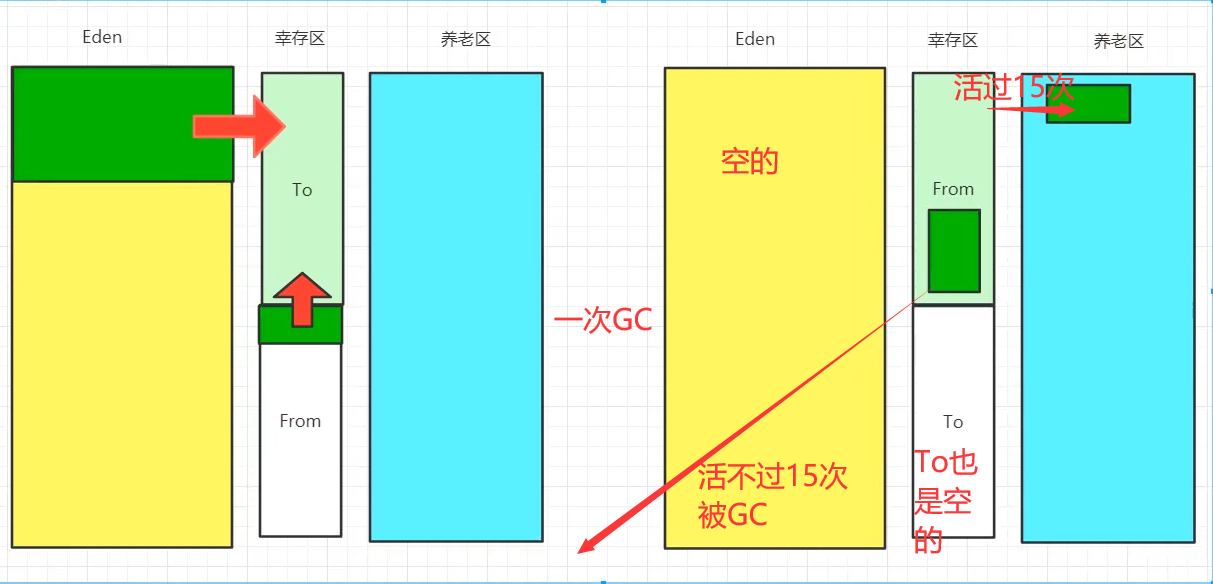 Eden
幸存区
养老区
To
From
一次GC
Eden
幸存区
养老区
活过15次
空的
From
To
To也
是空
的
活不过15次
被GC